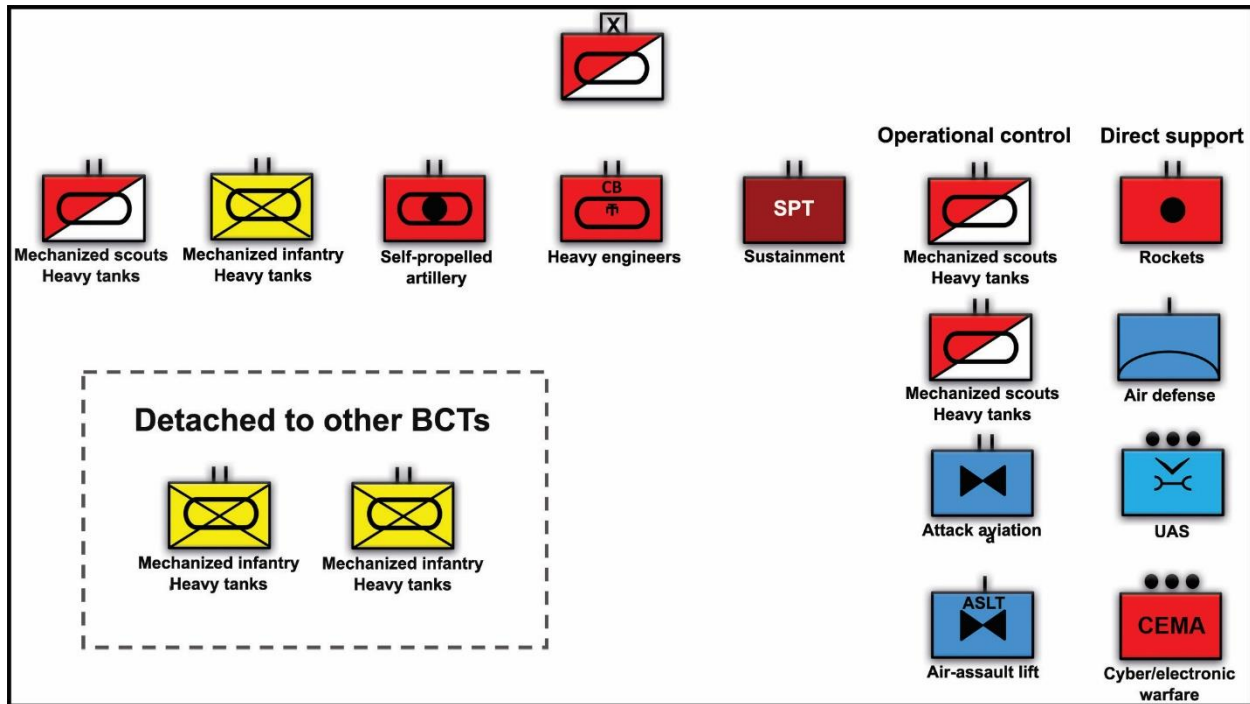 X
Operational control
Direct support
Mechanized scouts
Heavy tanks
Mechanized infantry
Heavy tanks
Self-propelled
artillery
CB
Heavy engineers
SPT
Sustainment
Mechanized scouts
Heavy tanks
Rockets
Mechanized scouts
Heavy tanks
Air defense
Detached to other BCTs
Mechanized infantry
Heavy tanks
Mechanized infantry
Heavy tanks
Attack aviation
a
UAS
ASLT
Air-assault lift
CEMA
Cyber/electronic
warfare